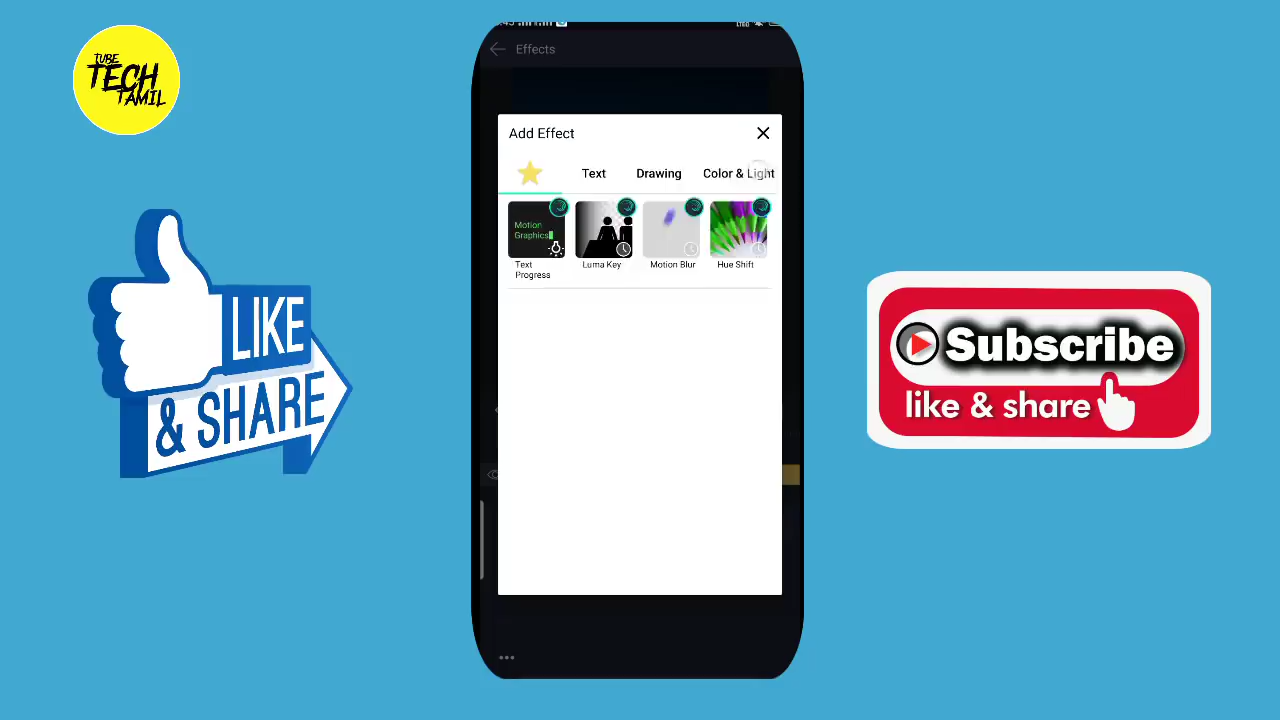 TUBE
TECH
TAMIL
Effects
Add Effect
Text
Drawing
Color & Light
Motion
Graphics
Text
Progress
Luma Key
Motion Blur
Hue Shift
LIKE
& SHARE
Subscribe
like & share